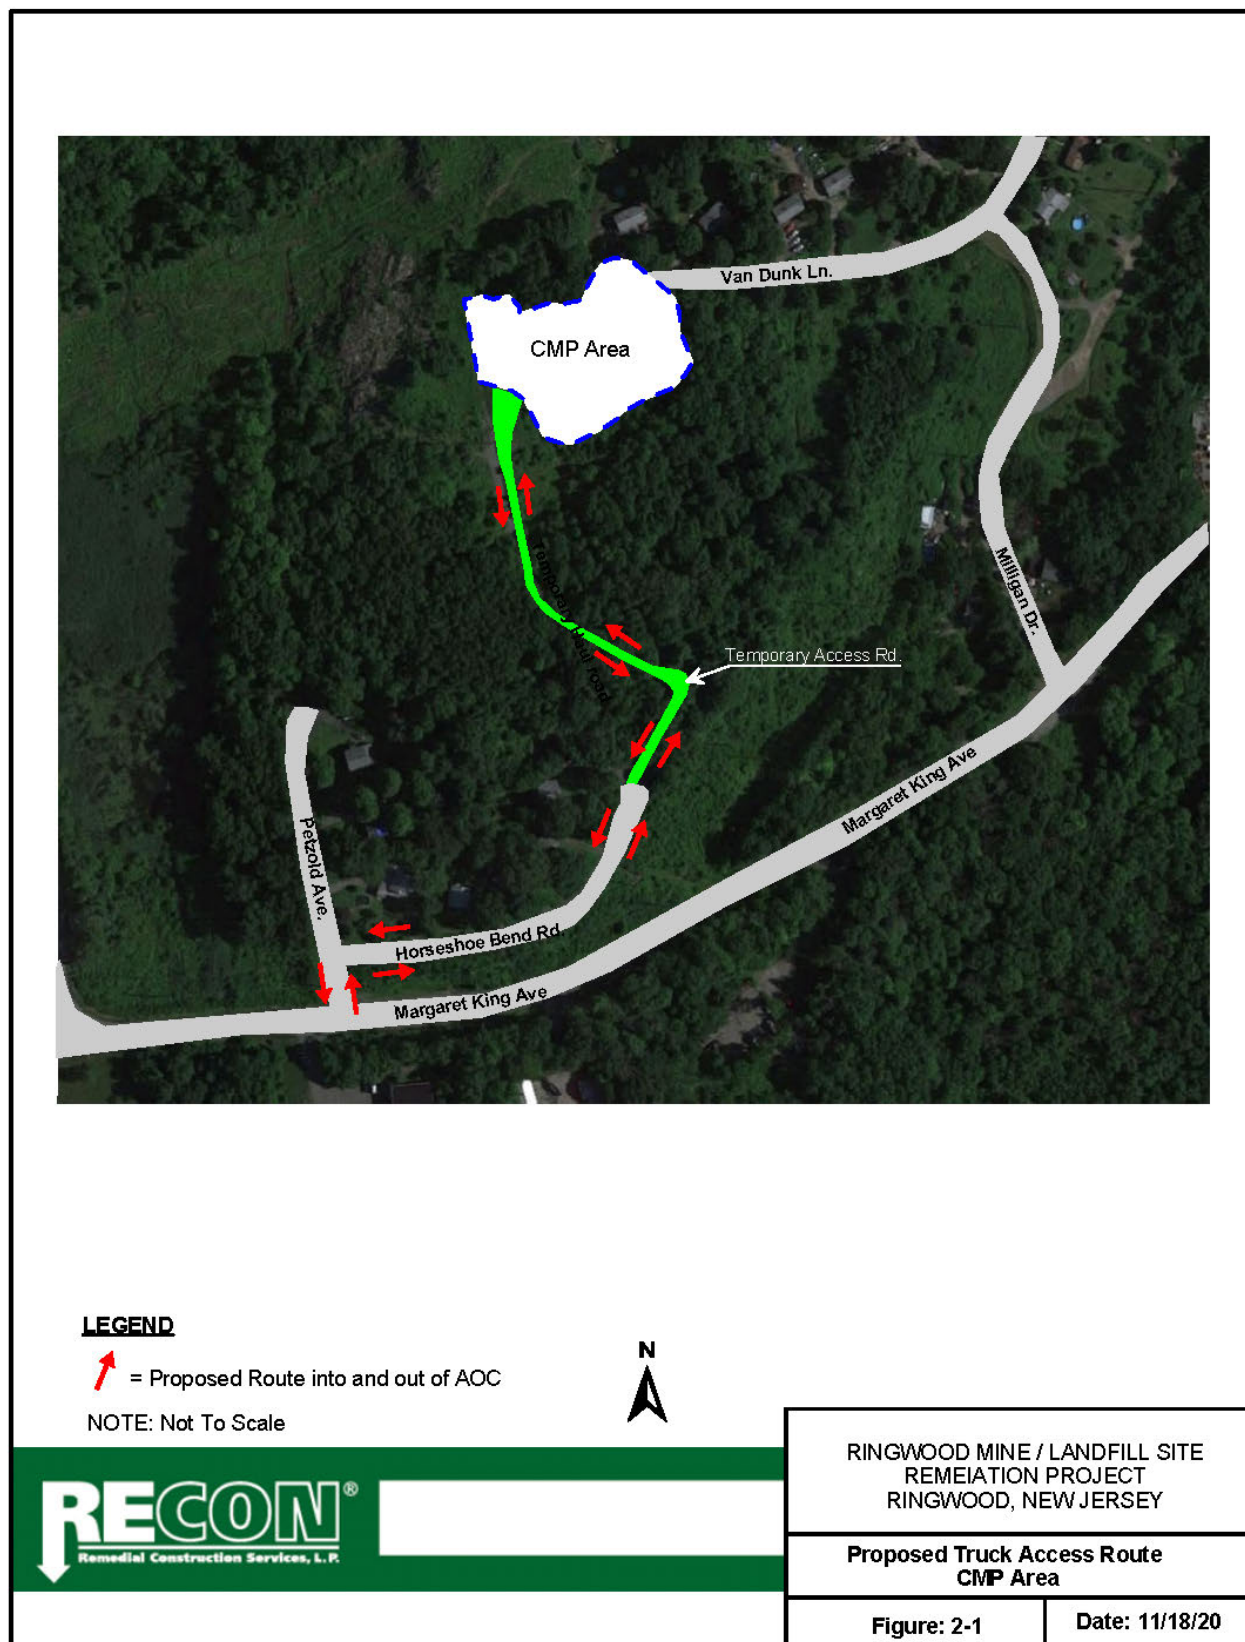 Van Dunk Ln.
CMP Area
Temporary Haul road
Milligan Dr.
Temporary Access Rd.
Margaret King Ave
Petzold Ave.
Horseshoe Bend Rd.
Margaret King Ave
LEGEND
= Proposed Route into and out of AOC
NOTE: Not To Scale
N
RECON®
Remedial Construction Services, L.P.
RINGWOOD MINE / LANDFILL SITE
REMEIATION PROJECT
RINGWOOD, NEW JERSEY
Proposed Truck Access Route
CMP Area
Figure: 2-1
Date: 11/18/20